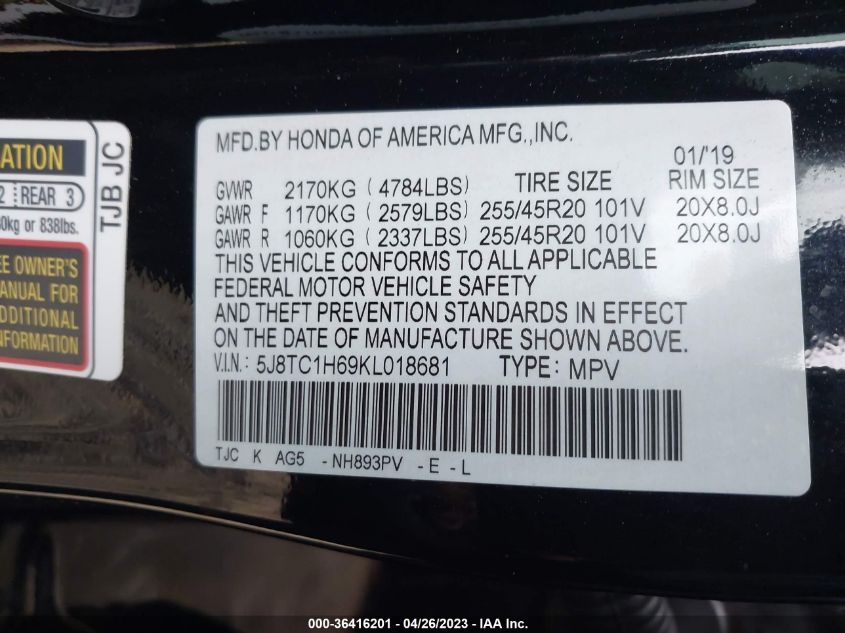 ATION
2 REAR 3
0kg or 838lbs.
EE OWNER'S
ANUAL FOR
DDITIONAL
NFORMATION
TJB JC
MFD.BY HONDA OF AMERICA MFG.,INC.
01/'19
GVWR 2170KG (4784LBS) TIRE SIZE RIM SIZE
GAWR F 1170KG (2579LBS) 255/45R20 101V 20X8.0J
GAWR R 1060KG (2337LBS) 255/45R20 101V 20X8.0J
THIS VEHICLE CONFORMS TO ALL APPLICABLE
FEDERAL MOTOR VEHICLE SAFETY
AND THEFT PREVENTION STANDARDS IN EFFECT
ON THE DATE OF MANUFACTURE SHOWN ABOVE.
V.I.N.: 5J8TC1H69KL018681 TYPE: MPV
TJC K AG5 -NH893PV -E-L
000-36416201 - 04/26/2023 - IAA Inc.